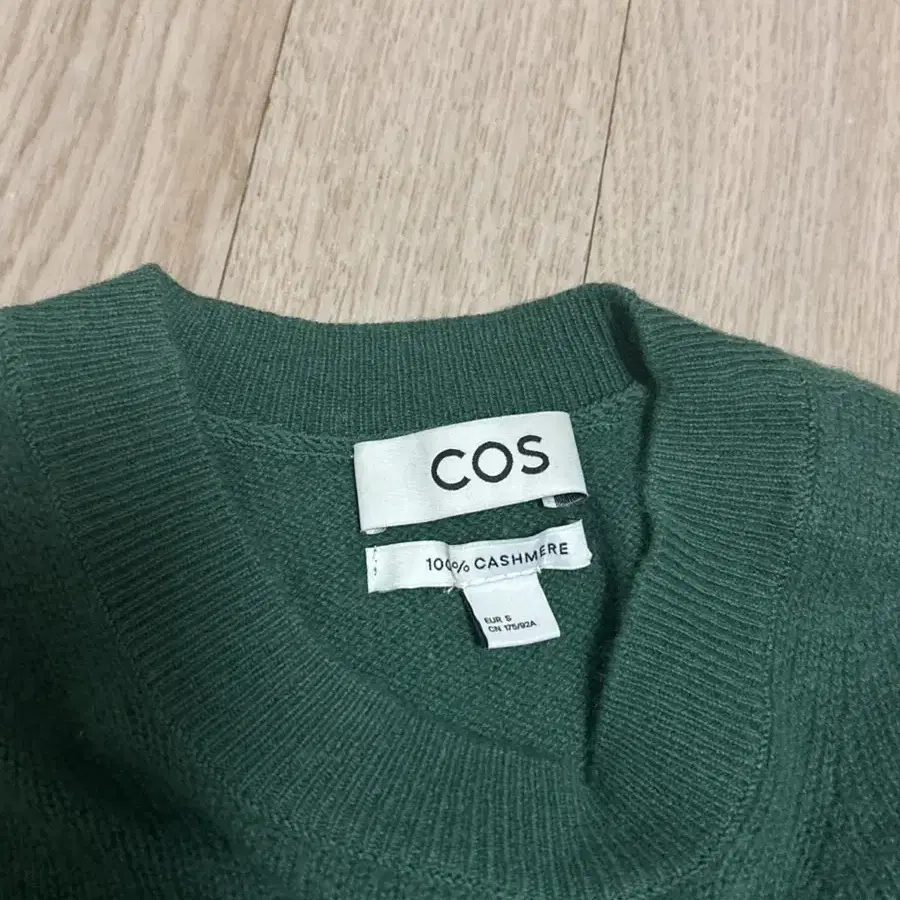 COS
100% CASHMERE
EUR S
CN 175/92A